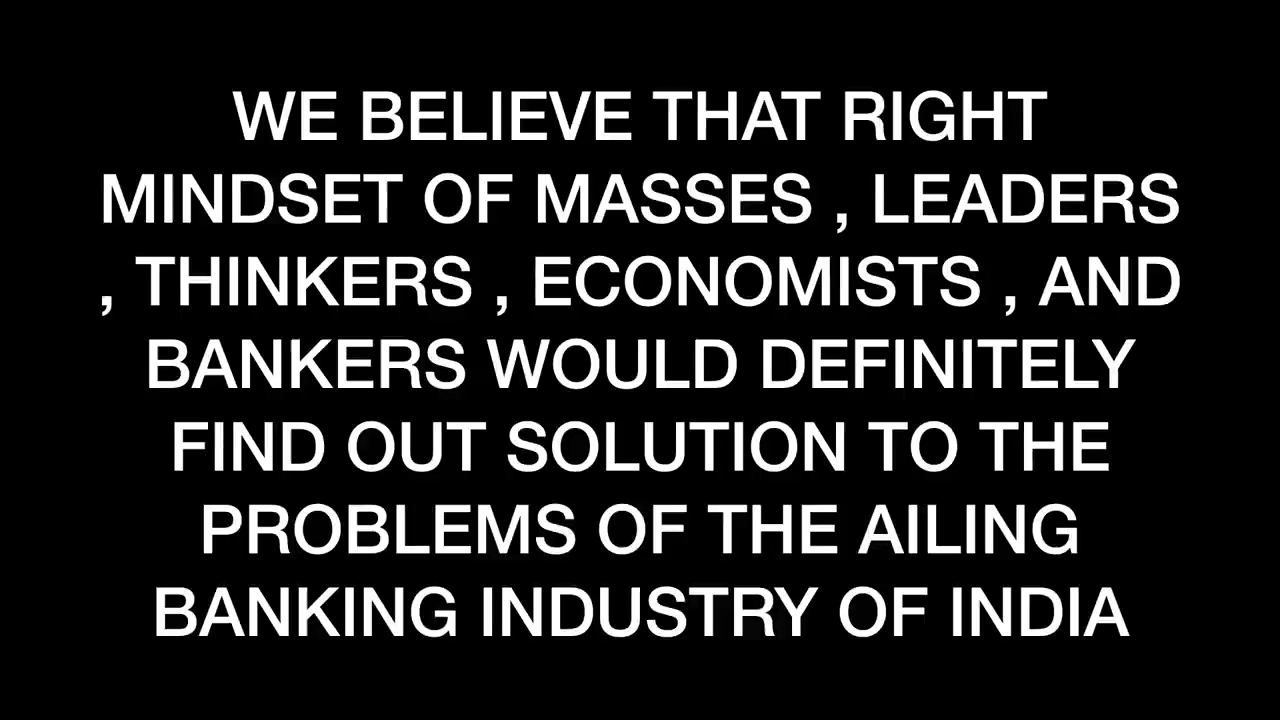 WE BELIEVE THAT RIGHT
MINDSET OF MASSES , LEADERS
, THINKERS , ECONOMISTS , AND
BANKERS WOULD DEFINITELY
FIND OUT SOLUTION TO THE
PROBLEMS OF THE AILING
BANKING INDUSTRY OF INDIA